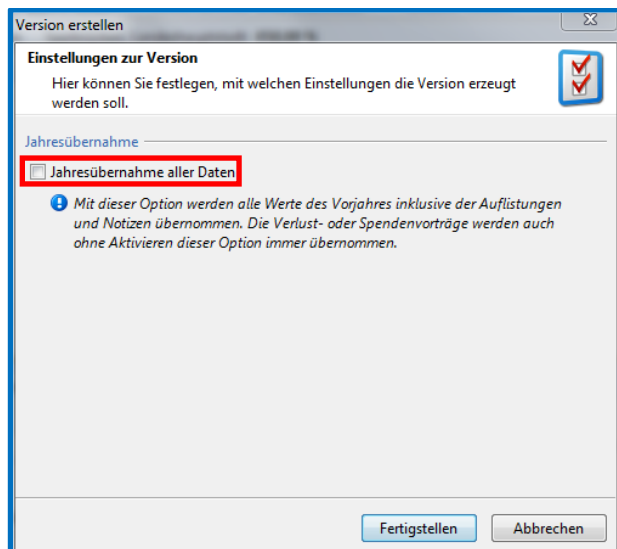 Version erstellen
Einstellungen zur Version
Hier können Sie festlegen, mit welchen Einstellungen die Version erzeugt
werden soll.
Jahresübernahme
Jahresübernahme aller Daten
Mit dieser Option werden alle Werte des Vorjahres inklusive der Auflistungen
und Notizen übernommen. Die Verlust- oder Spendenvorträge werden auch
ohne Aktivieren dieser Option immer übernommen.
Fertigstellen Abbrechen